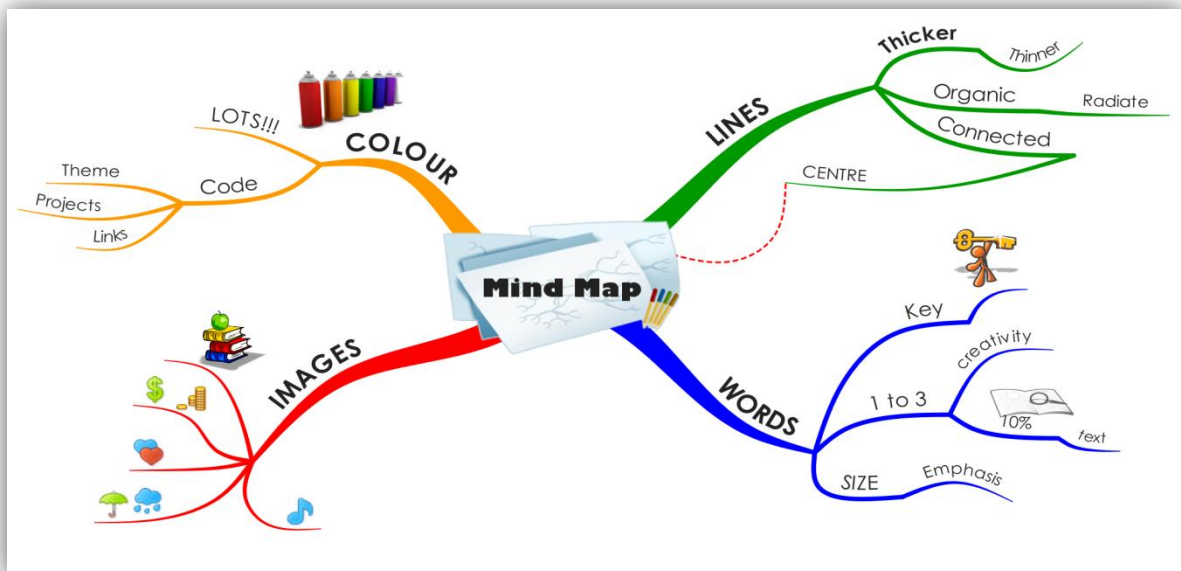 Mind Map
LINES
Thicker
Thinner
Organic
Radiate
Connected
CENTRE
WORDS
Key
1 to 3
creativity
10%
text
SIZE
Emphasis
IMAGES
COLOUR
LOTS!!!
Code
Theme
Projects
Links